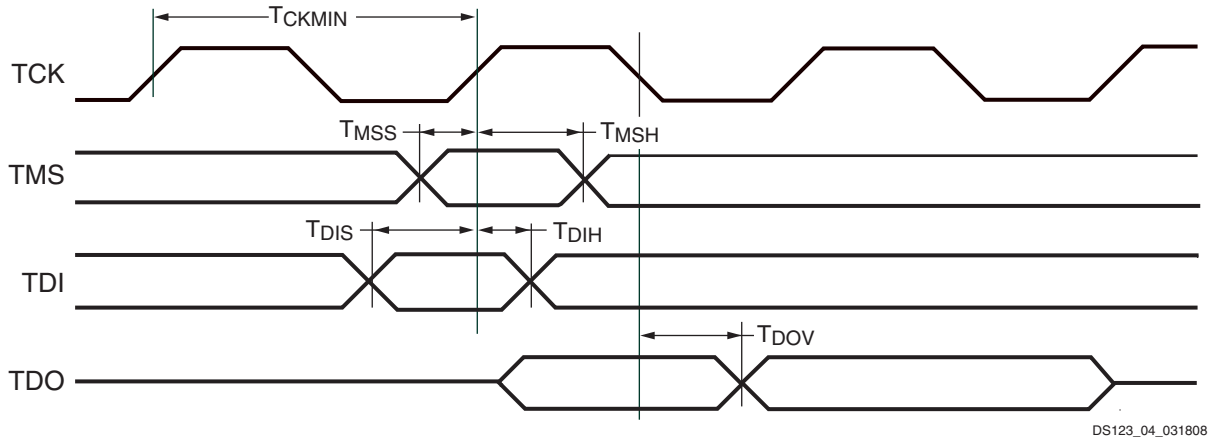 TCKMIN
TCK
TMSS
TMSH
TMS
TDIS
TDIH
TDI
TDOV
TDO
DS123_04_031808